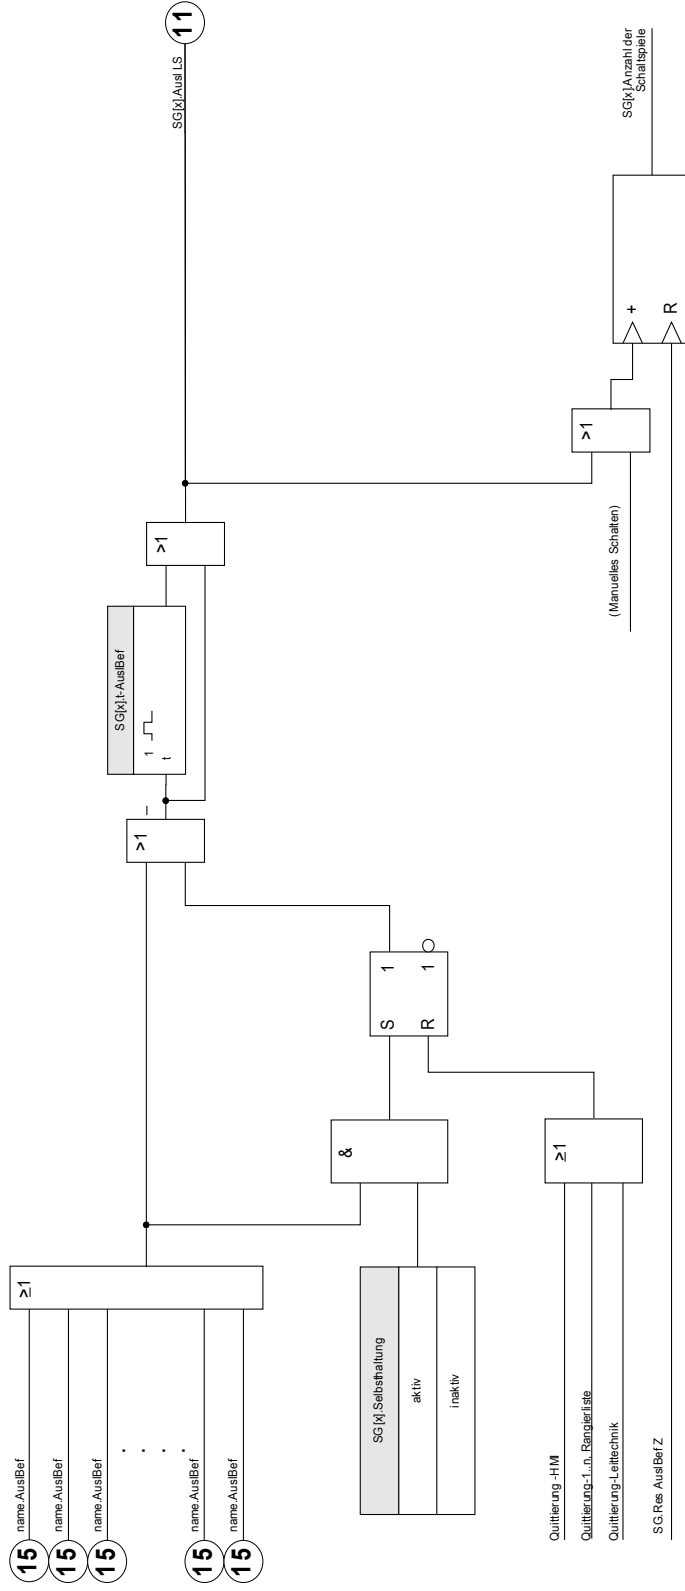 15 name.AuslBef
15 name.AuslBef
15 name.AuslBef
. . . .
15 name.AuslBef
15 name.AuslBef
≥1
SG[x].Selbsthaltung
aktiv
inaktiv
&
Quittierung -HMI
Quittierung-1..n, Rangierliste
Quittierung-Leittechnik
≥1
SG.Res AuslBef Z
S 1
R 1
>1
SG[x].t-AuslBef
1
t
>1
(Manuelles Schalten)
>1
+
R
SG[x].Ausl LS
11
SG[x].Anzahl der
Schaltspiele